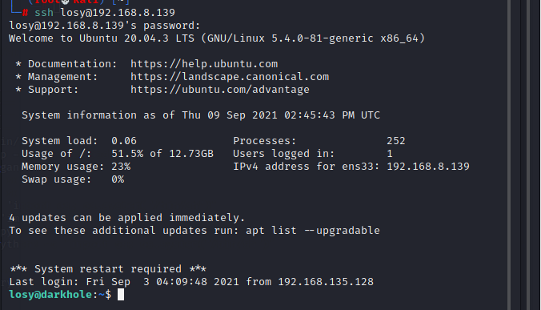 (root💀kali)-[~]
# ssh losy@192.168.8.139
losy@192.168.8.139's password:
Welcome to Ubuntu 20.04.3 LTS (GNU/Linux 5.4.0-81-generic x86_64)
* Documentation: https://help.ubuntu.com
* Management: https://landscape.canonical.com
* Support: https://ubuntu.com/advantage
System information as of Thu 09 Sep 2021 02:45:43 PM UTC
System load: 0.06 Processes: 252
Usage of /: 51.5% of 12.73GB Users logged in: 1
Memory usage: 23% IPv4 address for ens33: 192.168.8.139
Swap usage: 0%
4 updates can be applied immediately.
To see these additional updates run: apt list --upgradable
*** System restart required ***
Last login: Fri Sep 3 04:09:48 2021 from 192.168.135.128
losy@darkhole:~$